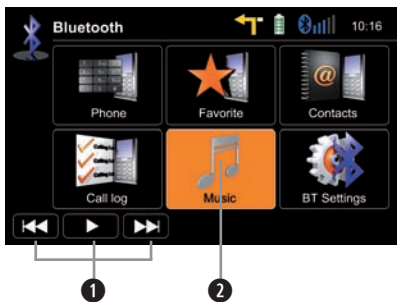 Bluetooth 10:16
Phone Favorite Contacts
Call log Music BT Settings
1 2